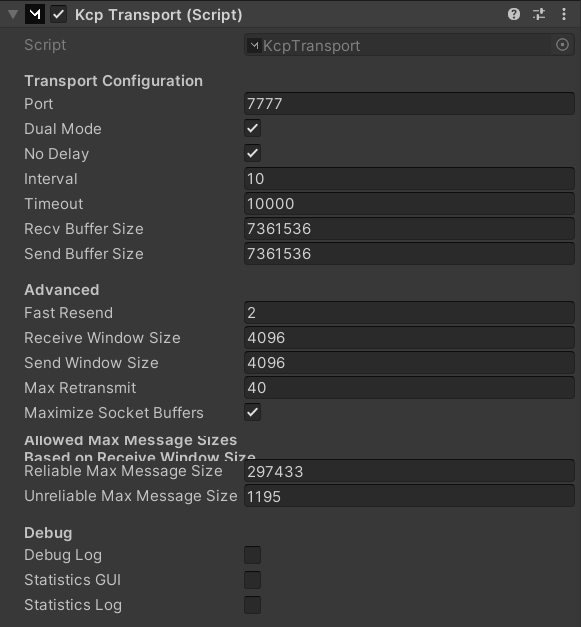 Kcp Transport (Script)
Script KcpTransport
Transport Configuration
Port 7777
Dual Mode
No Delay
Interval 10
Timeout 10000
Recv Buffer Size 7361536
Send Buffer Size 7361536
Advanced
Fast Resend 2
Receive Window Size 4096
Send Window Size 4096
Max Retransmit 40
Maximize Socket Buffers
Allowed Max Message Sizes
Based on Receive Window Size
Reliable Max Message Size 297433
Unreliable Max Message Size 1195
Debug
Debug Log
Statistics GUI
Statistics Log